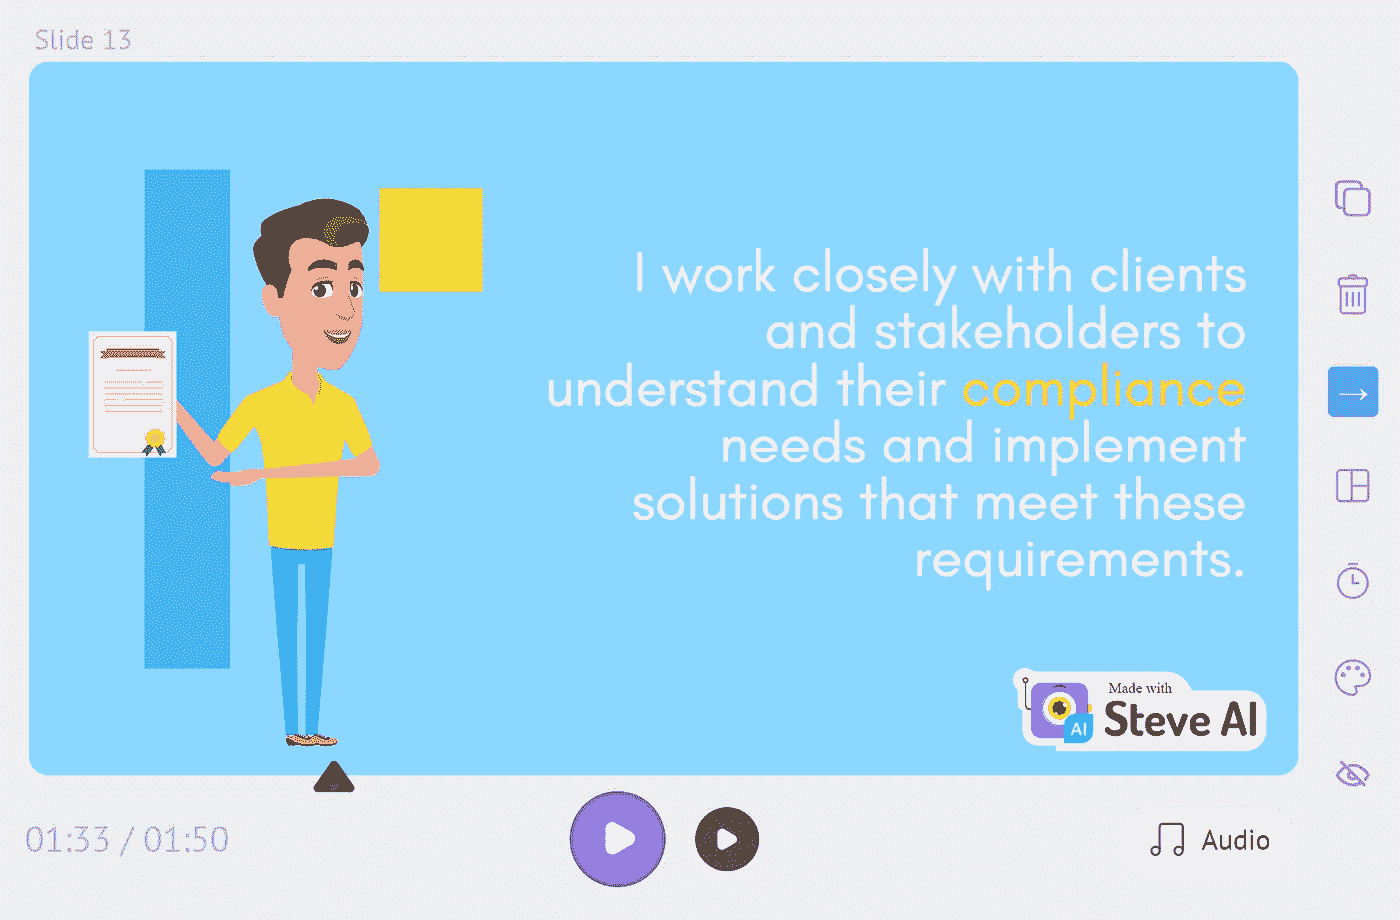 Slide 13
I work closely with clients
and stakeholders to
understand their compliance
needs and implement
solutions that meet these
requirements.
Made with
AI Steve AI
01:33 / 01:50
Audio